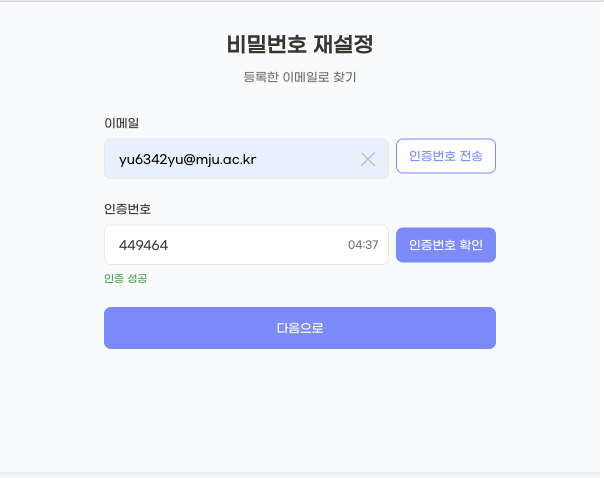 비밀번호 재설정
등록한 이메일로 찾기
이메일
yu6342yu@mju.ac.kr
인증번호 전송
인증번호
449464
04:37
인증번호 확인
인증 성공
다음으로